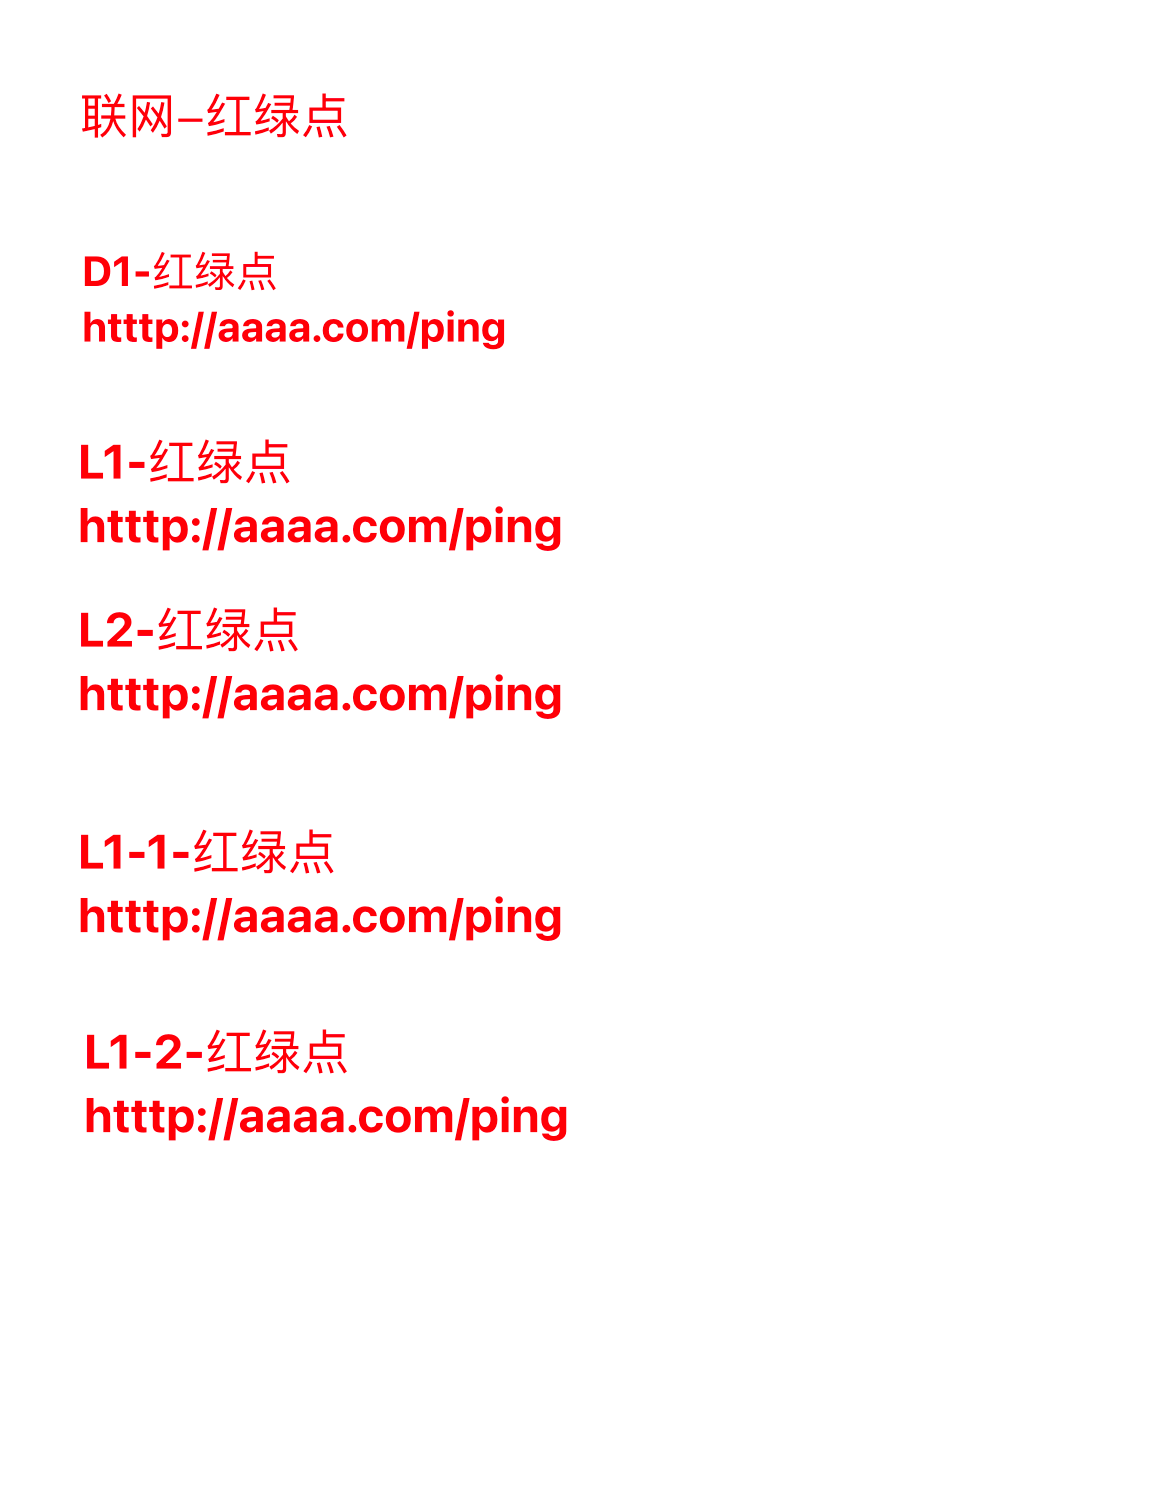 联网–红绿点
D1-红绿点
htttp://aaaa.com/ping
L1-红绿点
htttp://aaaa.com/ping
L2-红绿点
htttp://aaaa.com/ping
L1-1-红绿点
htttp://aaaa.com/ping
L1-2-红绿点
htttp://aaaa.com/ping